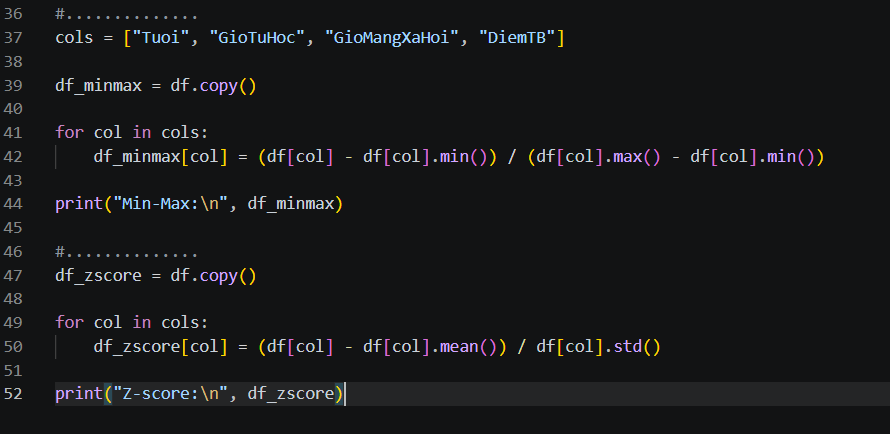 36 #..............
37 cols = ["Tuoi", "GioTuHoc", "GioMangXaHoi", "DiemTB"]
38
39 df_minmax = df.copy()
40
41 for col in cols:
42     df_minmax[col] = (df[col] - df[col].min()) / (df[col].max() - df[col].min())
43
44 print("Min-Max:\n", df_minmax)
45
46 #..............
47 df_zscore = df.copy()
48
49 for col in cols:
50     df_zscore[col] = (df[col] - df[col].mean()) / df[col].std()
51
52 print("Z-score:\n", df_zscore)